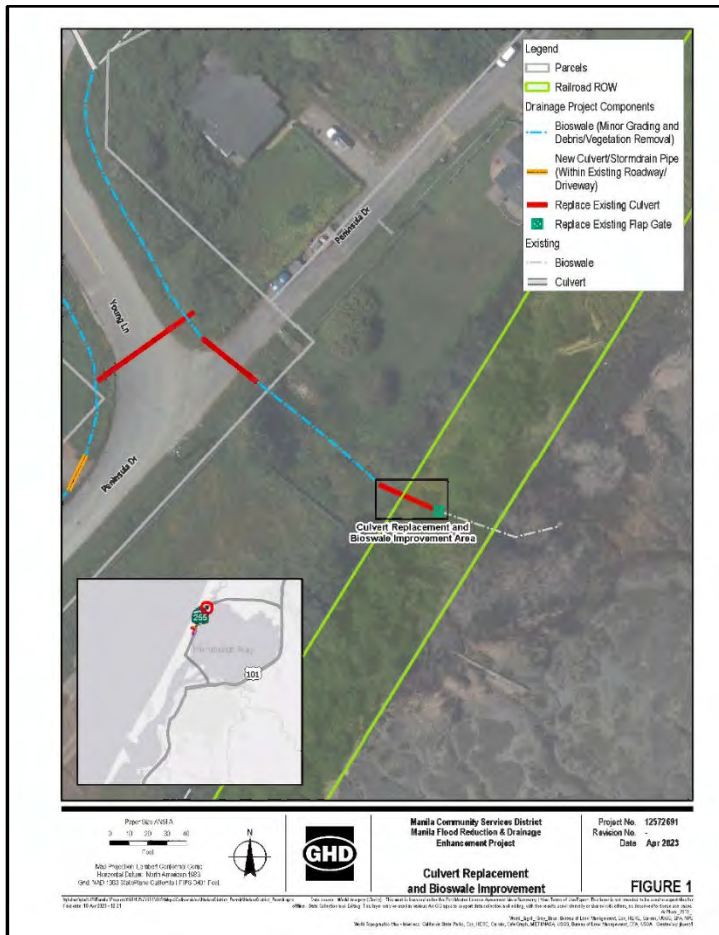 Legend
Parcels
Railroad ROW
Drainage Project Components
Bioswale (Minor Grading and
Debris/Vegetation Removal)
New Culvert/Stormdrain Pipe
(Within Existing Roadway/
Driveway)
Replace Existing Culvert
Replace Existing Flap Gate
Existing
Bioswale
Culvert
Peninsula Dr
Young Ln
Peninsula Dr
Culvert Replacement and
Bioswale Improvement Area
255
Humboldt Bay
101
Paper Size ANSI A
0 10 20 30 40
Feet
Map Projection: Lambert Conformal Conic
Horizontal Datum: North American 1983
Grid: NAD 1983 StatePlane California I FIPS 0401 Feet
N
GHD
Manila Community Services District
Manila Flood Reduction & Drainage
Enhancement Project
Culvert Replacement
and Bioswale Improvement
Project No. 12572691
Revision No. -
Date Apr 2023
FIGURE 1